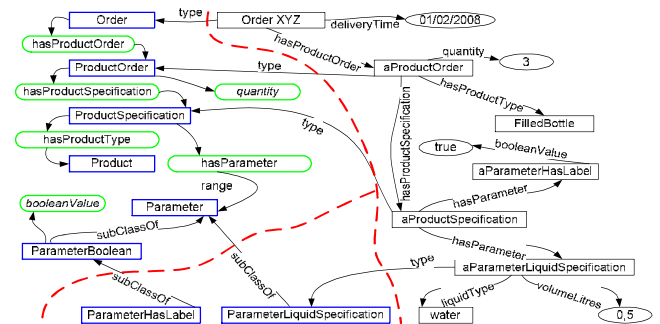 Order
type
Order XYZ
deliveryTime
01/02/2008
hasProductOrder
hasProductOrder
ProductOrder
type
aProductOrder
quantity
3
hasProductSpecification
quantity
hasProductType
ProductSpecification
type
hasProductSpecification
FilledBottle
hasProductType
true
booleanValue
Product
hasParameter
aParameterHasLabel
range
hasParameter
booleanValue
Parameter
aProductSpecification
subClassOf
hasParameter
ParameterBoolean
subClassOf
type
aParameterLiquidSpecification
subClassOf
liquidType
volumeLitres
ParameterHasLabel
ParameterLiquidSpecification
water
0,5